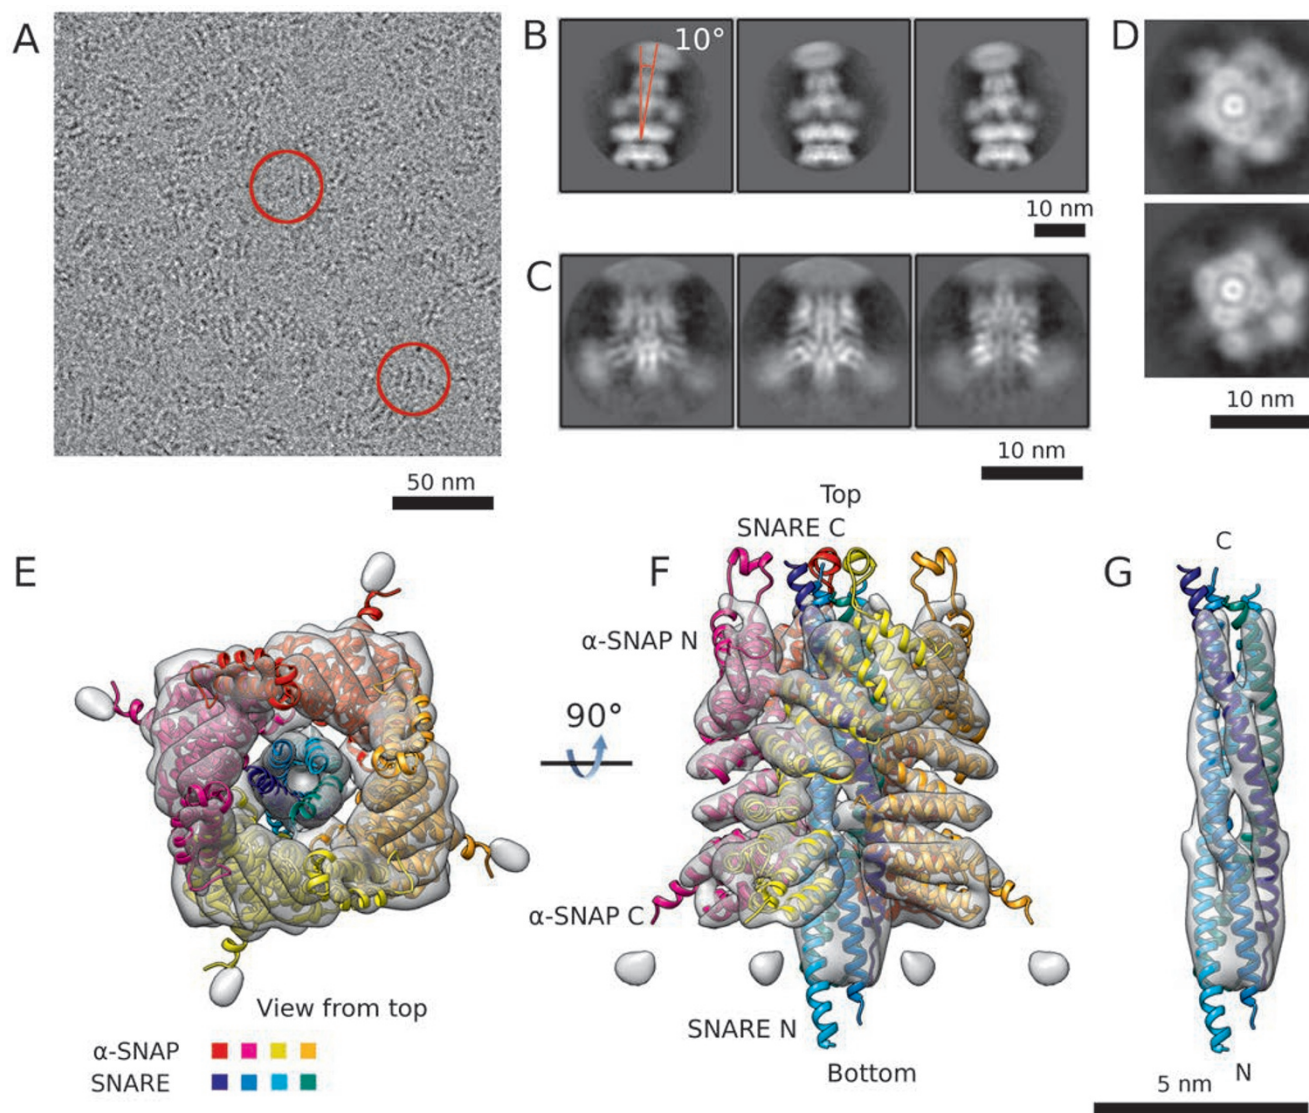 A
50 nm
B
10°
10 nm
C
10 nm
D
10 nm
E
View from top
α-SNAP
SNARE
90°
F
Top
SNARE C
α-SNAP N
α-SNAP C
SNARE N
Bottom
G
C
N
5 nm